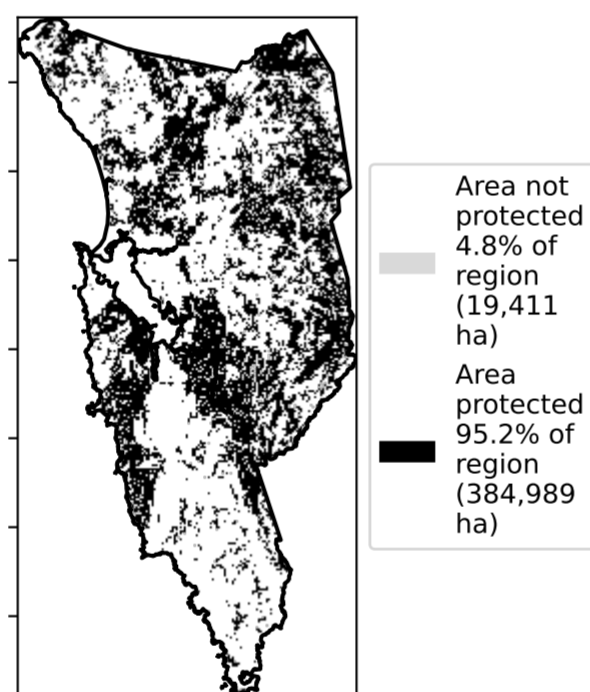 Area not
protected
4.8% of
region
(19,411
ha)
Area
protected
95.2% of
region
(384,989
ha)